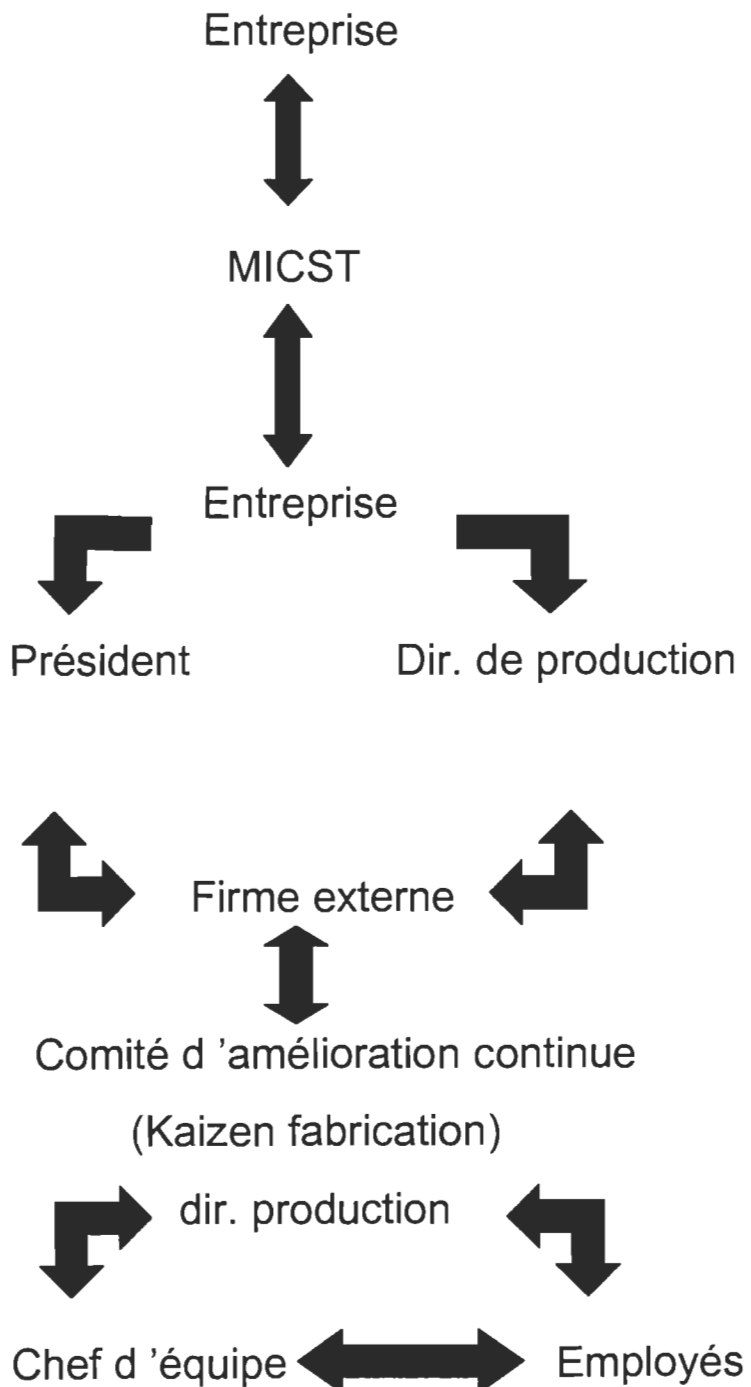 Entreprise
MICST
Entreprise
Président Dir. de production
Firme externe
Comité d ’amélioration continue
(Kaizen fabrication)
dir. production
Chef d ’équipe Employés